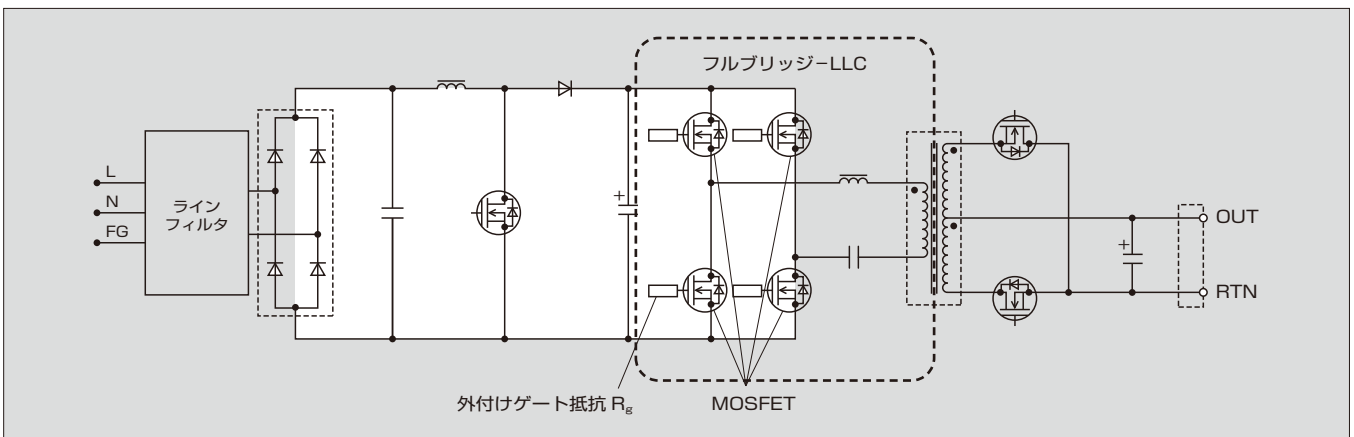 フルブリッジ−LLC
L
N
FG
ライン
フィルタ
+
+
OUT
RTN
外付けゲート抵抗 Rg
MOSFET